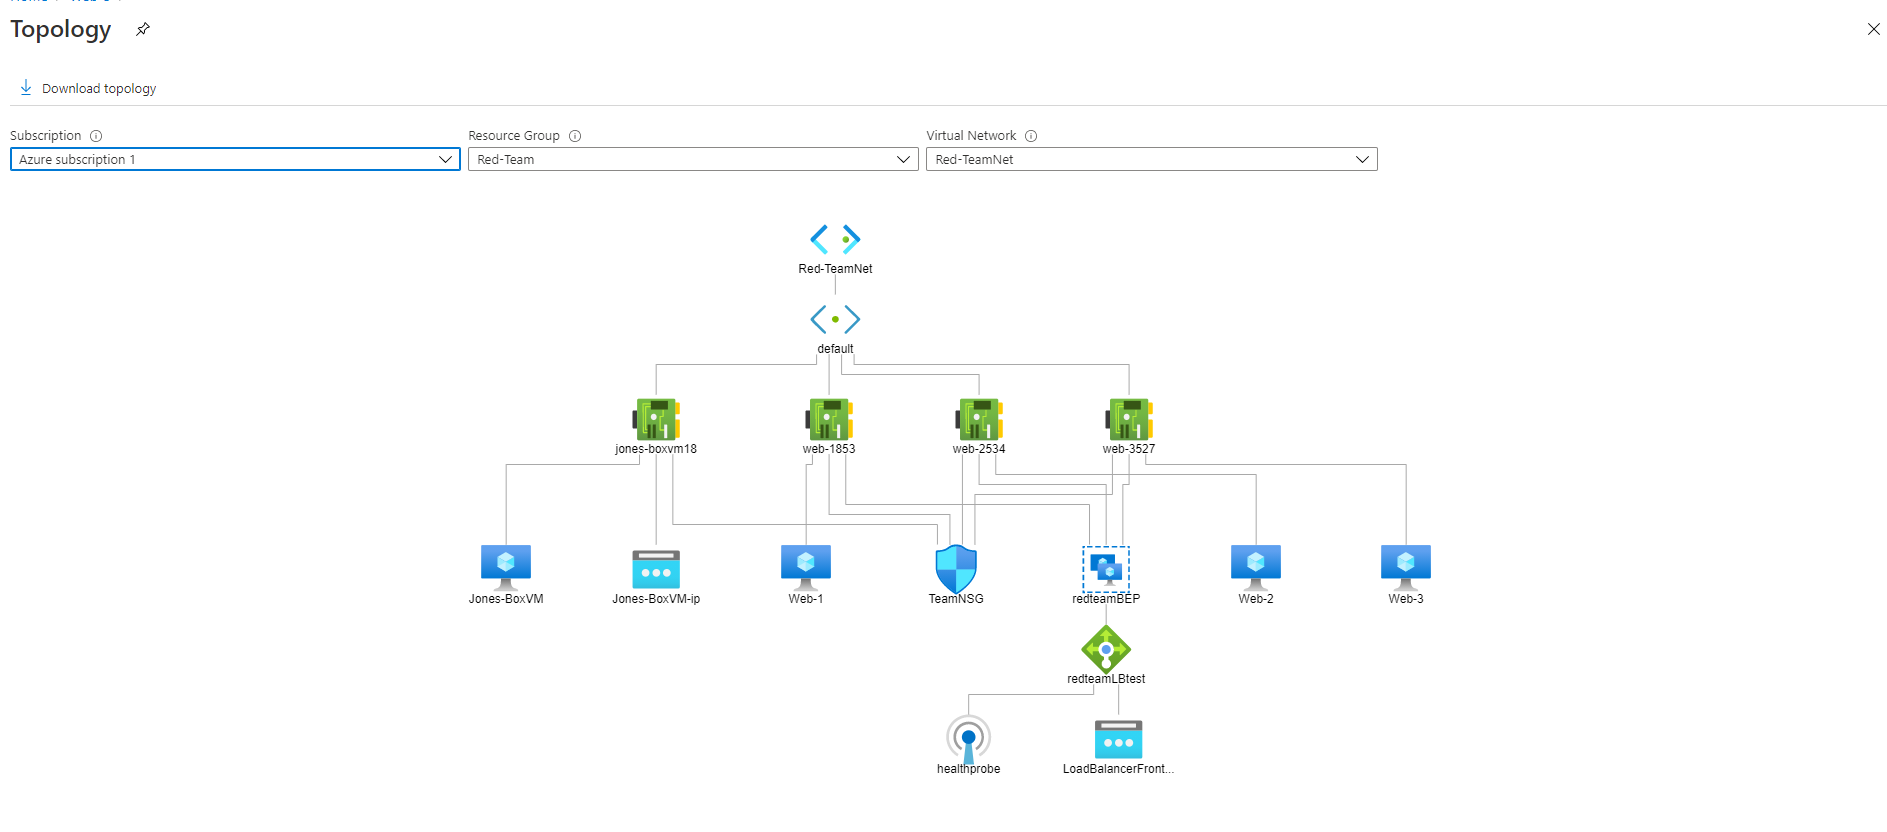 Topology
Download topology
Subscription
Resource Group
Virtual Network
Azure subscription 1
Red-Team
Red-TeamNet
Red-TeamNet
default
jones-boxvm18
web-1853
web-2534
web-3527
Jones-BoxVM
Jones-BoxVM-ip
Web-1
TeamNSG
redteamBEP
Web-2
Web-3
redteamLBtest
healthprobe
LoadBalancerFront...